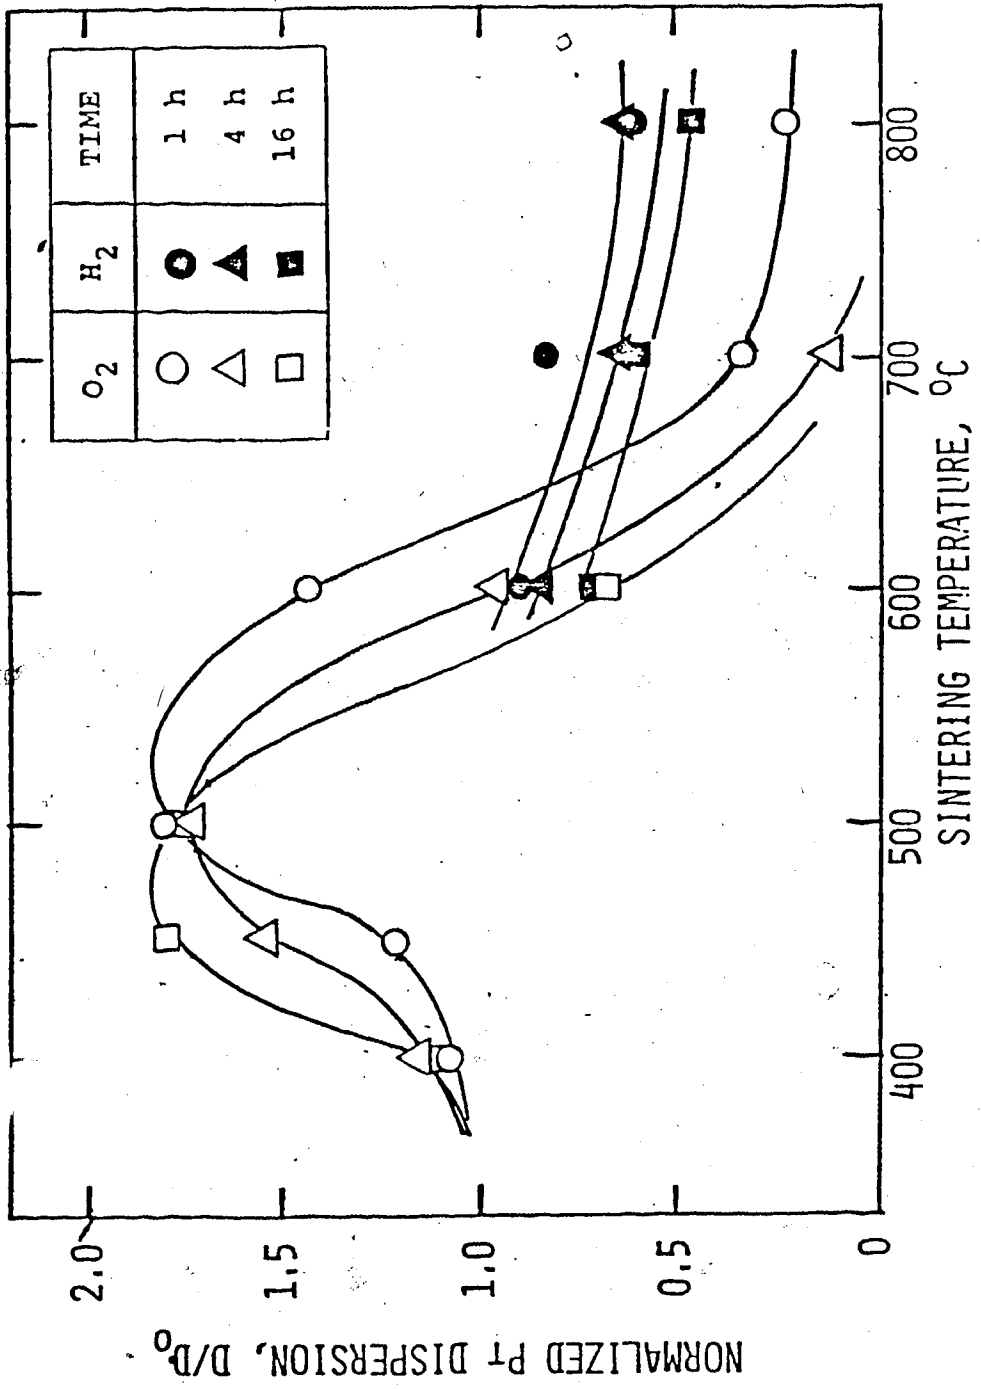 O2 H2 TIME
1 h
4 h
16 h
2.0
1.5
1.0
0.5
0
NORMALIZED PT DISPERSION, D/D0
400 500 600 700 800
SINTERING TEMPERATURE, °C